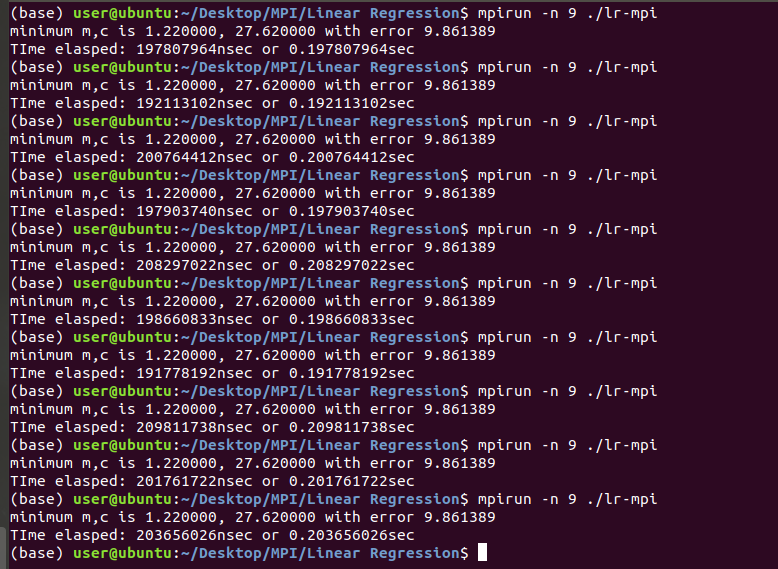 (base) user@ubuntu:~/Desktop/MPI/Linear Regression$ mpirun -n 9 ./lr-mpi
minimum m,c is 1.220000, 27.620000 with error 9.861389
TIme elasped: 197807964nsec or 0.197807964sec
(base) user@ubuntu:~/Desktop/MPI/Linear Regression$ mpirun -n 9 ./lr-mpi
minimum m,c is 1.220000, 27.620000 with error 9.861389
TIme elasped: 192113102nsec or 0.192113102sec
(base) user@ubuntu:~/Desktop/MPI/Linear Regression$ mpirun -n 9 ./lr-mpi
minimum m,c is 1.220000, 27.620000 with error 9.861389
TIme elasped: 200764412nsec or 0.200764412sec
(base) user@ubuntu:~/Desktop/MPI/Linear Regression$ mpirun -n 9 ./lr-mpi
minimum m,c is 1.220000, 27.620000 with error 9.861389
TIme elasped: 197903740nsec or 0.197903740sec
(base) user@ubuntu:~/Desktop/MPI/Linear Regression$ mpirun -n 9 ./lr-mpi
minimum m,c is 1.220000, 27.620000 with error 9.861389
TIme elasped: 208297022nsec or 0.208297022sec
(base) user@ubuntu:~/Desktop/MPI/Linear Regression$ mpirun -n 9 ./lr-mpi
minimum m,c is 1.220000, 27.620000 with error 9.861389
TIme elasped: 198660833nsec or 0.198660833sec
(base) user@ubuntu:~/Desktop/MPI/Linear Regression$ mpirun -n 9 ./lr-mpi
minimum m,c is 1.220000, 27.620000 with error 9.861389
TIme elasped: 191778192nsec or 0.191778192sec
(base) user@ubuntu:~/Desktop/MPI/Linear Regression$ mpirun -n 9 ./lr-mpi
minimum m,c is 1.220000, 27.620000 with error 9.861389
TIme elasped: 209811738nsec or 0.209811738sec
(base) user@ubuntu:~/Desktop/MPI/Linear Regression$ mpirun -n 9 ./lr-mpi
minimum m,c is 1.220000, 27.620000 with error 9.861389
TIme elasped: 201761722nsec or 0.201761722sec
(base) user@ubuntu:~/Desktop/MPI/Linear Regression$ mpirun -n 9 ./lr-mpi
minimum m,c is 1.220000, 27.620000 with error 9.861389
TIme elasped: 203656026nsec or 0.203656026sec
(base) user@ubuntu:~/Desktop/MPI/Linear Regression$